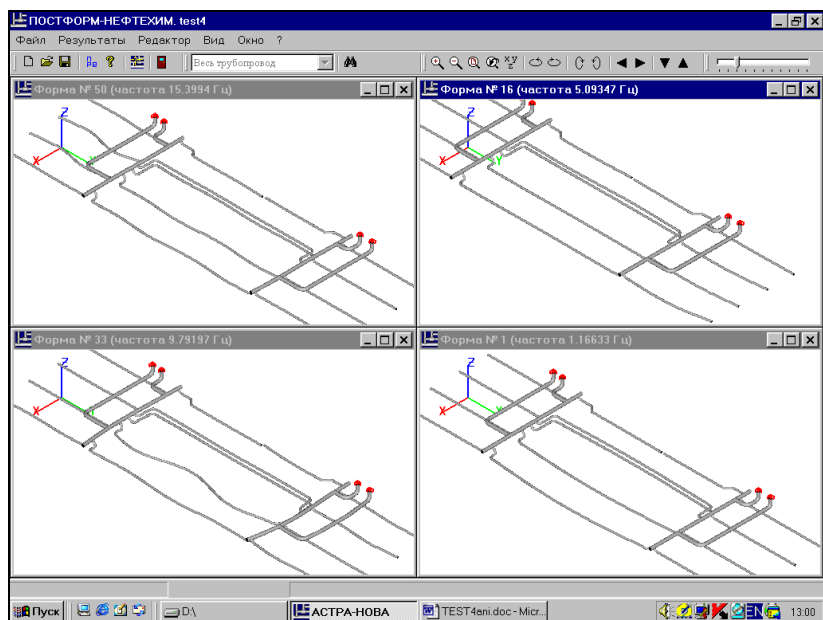 ПОСТФОРМ-НЕФТЕХИМ. test4
Файл Результаты Редактор Вид Окно ?
Весь трубопровод
Форма № 50 (частота 15.3994 Гц)
Форма № 16 (частота 5.09347 Гц)
Z
X
Y
Z
X
Y
Форма № 33 (частота 9.79197 Гц)
Форма № 1 (частота 1.16633 Гц)
Z
X
Y
Z
X
Y
Пуск
D:\
АСТРА-НОВА
TEST4ani.doc - Micr...
EN
13:00